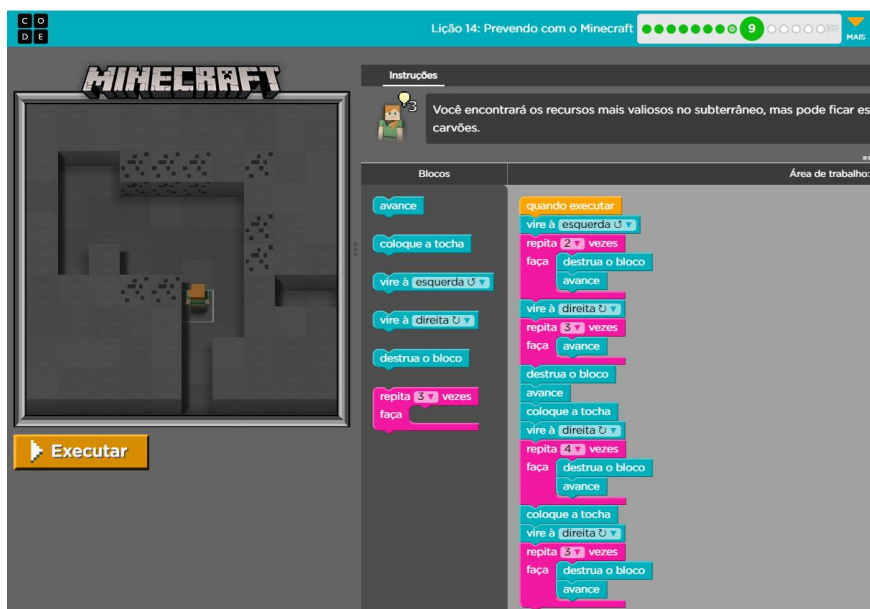 C O
D E
Lição 14: Prevendo com o Minecraft
9
MAIS
MINECRAFT
Instruções
3
Você encontrará os recursos mais valiosos no subterrâneo, mas pode ficar es
carvões.
Blocos
Área de trabalho:
avance
coloque a tocha
vire à esquerda ↺ ▼
vire à direita ↻ ▼
destrua o bloco
repita 3 ▼ vezes
faça
Executar
quando executar
vire à esquerda ↺ ▼
repita 2 ▼ vezes
faça destrua o bloco
avance
vire à direita ↻ ▼
repita 3 ▼ vezes
faça avance
destrua o bloco
avance
coloque a tocha
vire à direita ↻ ▼
repita 4 ▼ vezes
faça destrua o bloco
avance
coloque a tocha
vire à direita ↻ ▼
repita 3 ▼ vezes
faça destrua o bloco
avance